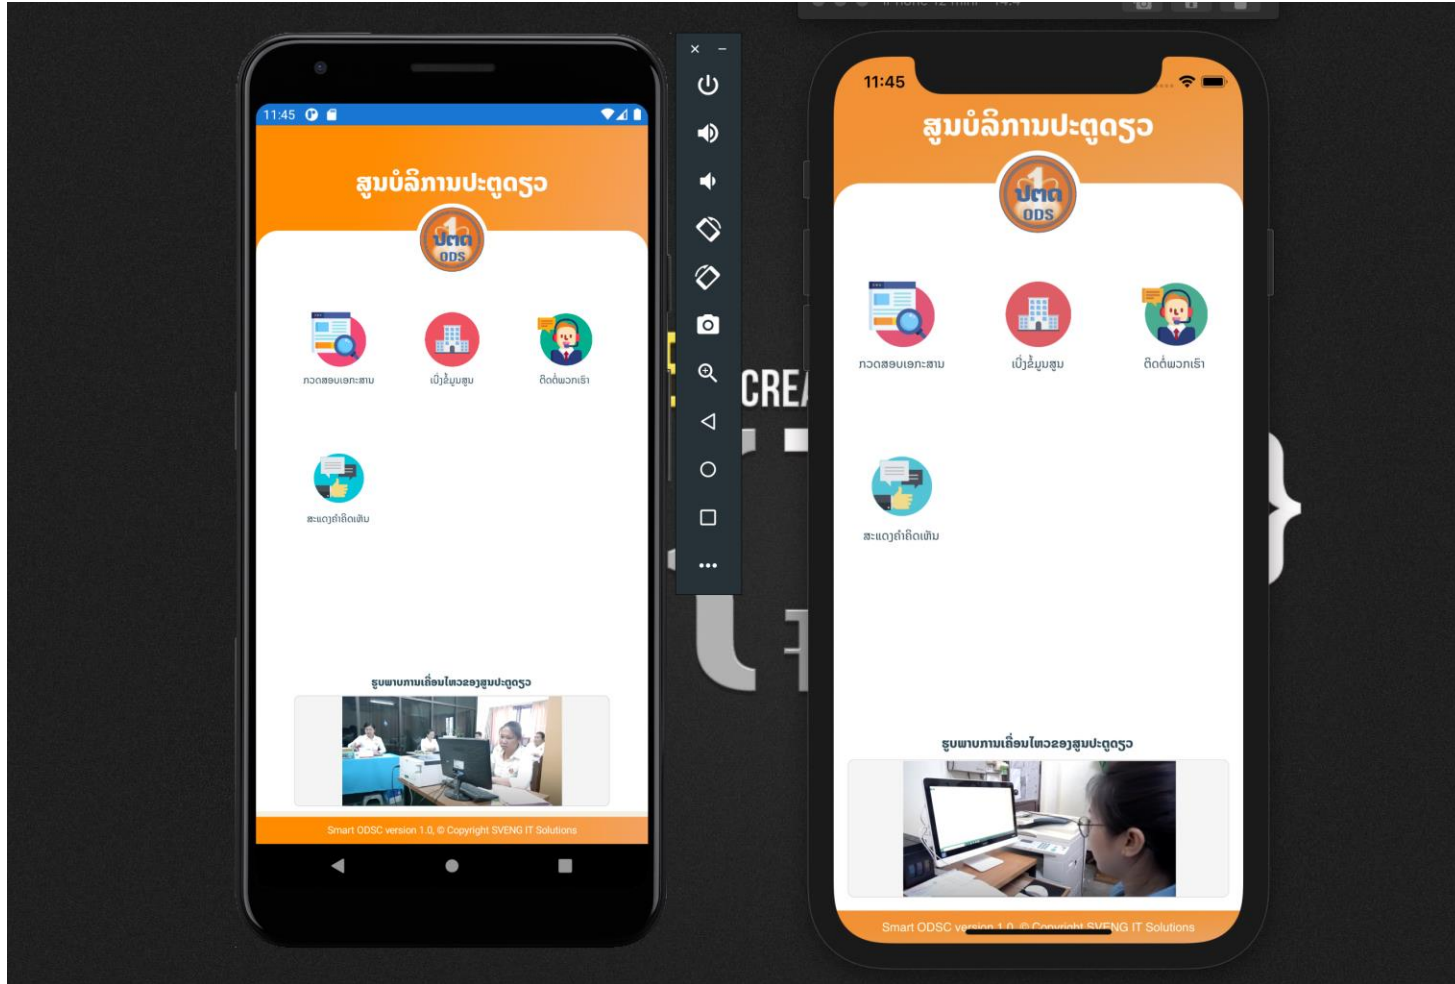 11:45
ສູນບໍລິການປະຕູດຽວ
1
ປຕດ
ODS
ກວດສອບເອກະສານ
ເບິ່ງຂໍ້ມູນສູນ
ຕິດຕໍ່ພວກເຮົາ
ສະແດງຄຳຄິດເຫັນ
ຮູບພາບການເຄື່ອນໄຫວຂອງສູນປະຕູດຽວ
Smart ODSC version 1.0, © Copyright SVENG IT Solutions
CREA
iPhone 12 mini - 14.4
11:45
ສູນບໍລິການປະຕູດຽວ
1
ປຕດ
ODS
ກວດສອບເອກະສານ
ເບິ່ງຂໍ້ມູນສູນ
ຕິດຕໍ່ພວກເຮົາ
ສະແດງຄຳຄິດເຫັນ
ຮູບພາບການເຄື່ອນໄຫວຂອງສູນປະຕູດຽວ
Smart ODSC version 1.0, © Copyright SVENG IT Solutions